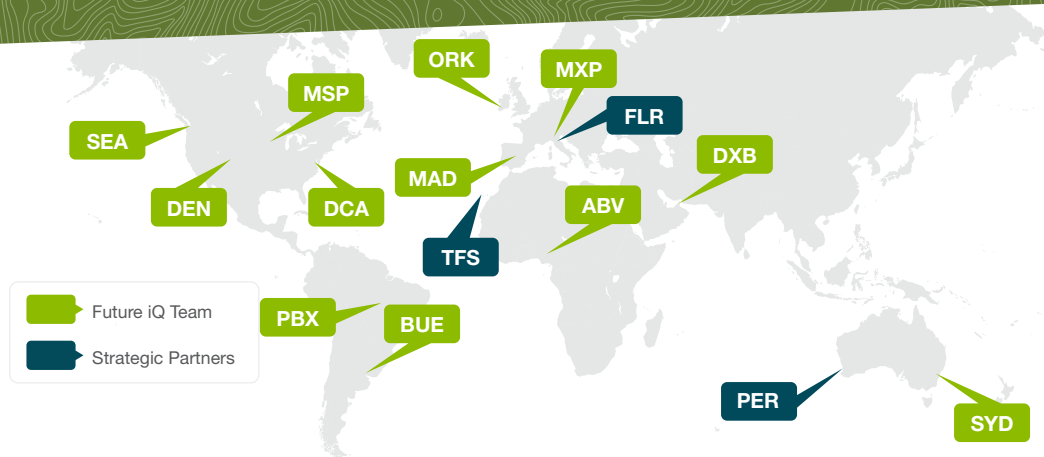 ORK
MXP
MSP
FLR
SEA
DXB
MAD
DEN
DCA
ABV
TFS
Future iQ Team
PBX
BUE
Strategic Partners
PER
SYD